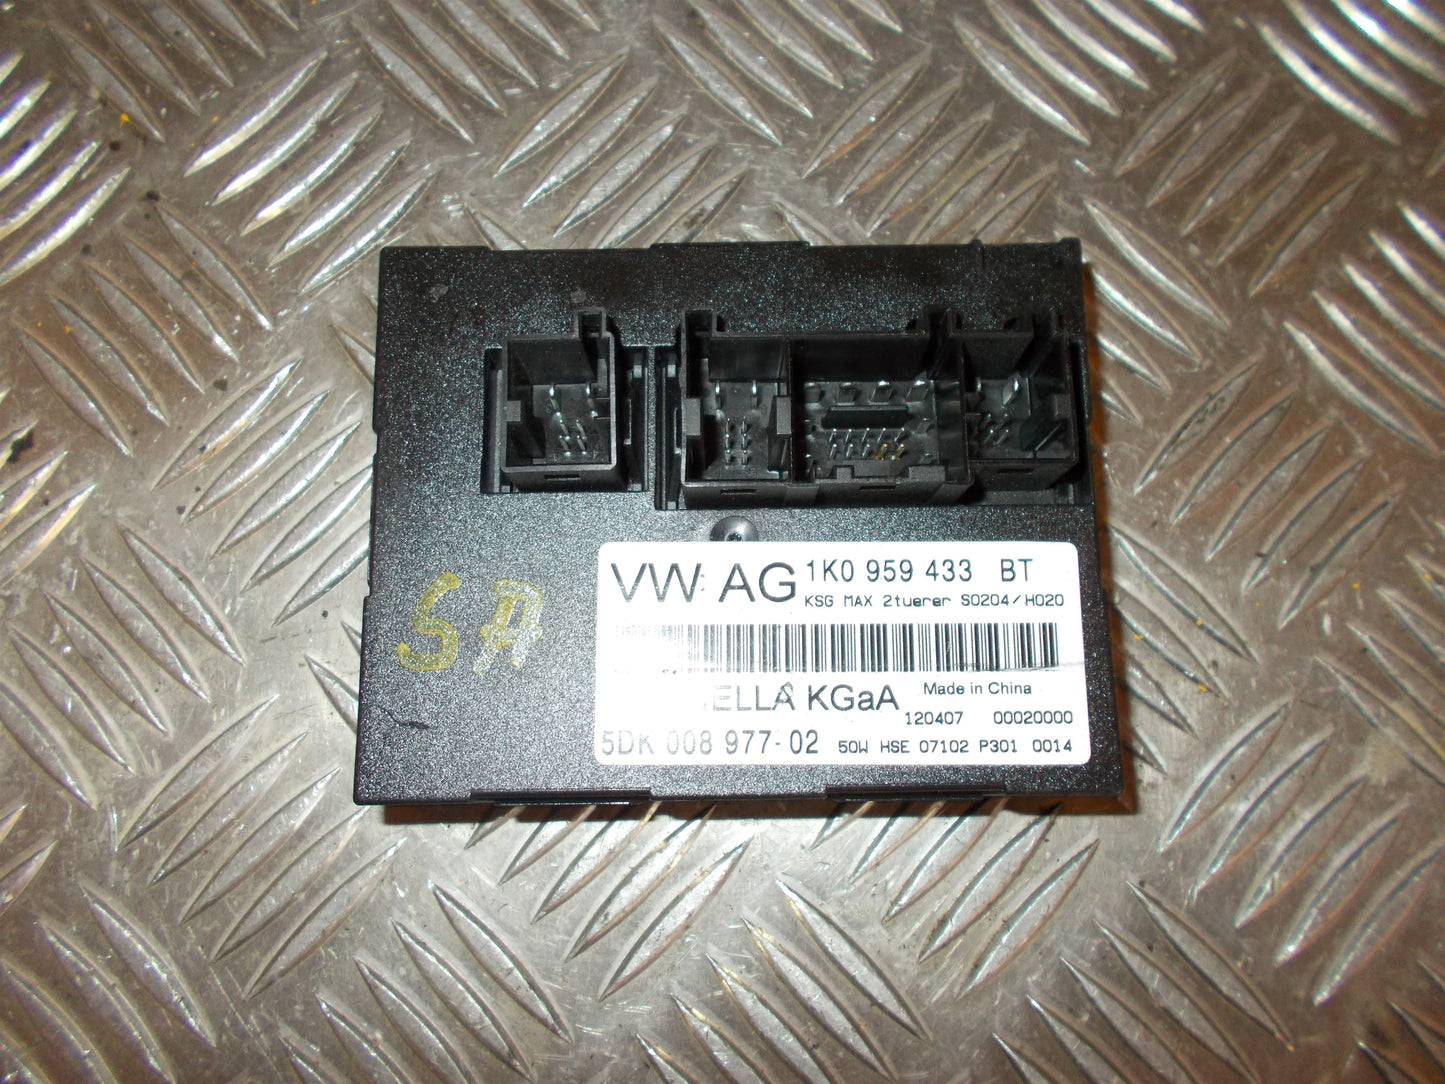 VW AG 1K0 959 433 BT
KSG MAX 2tuerer S0204/H020
ELLA KGaA Made in China
120407 00020000
5DK 008 977-02 50W HSE 07102 P301 0014
SA